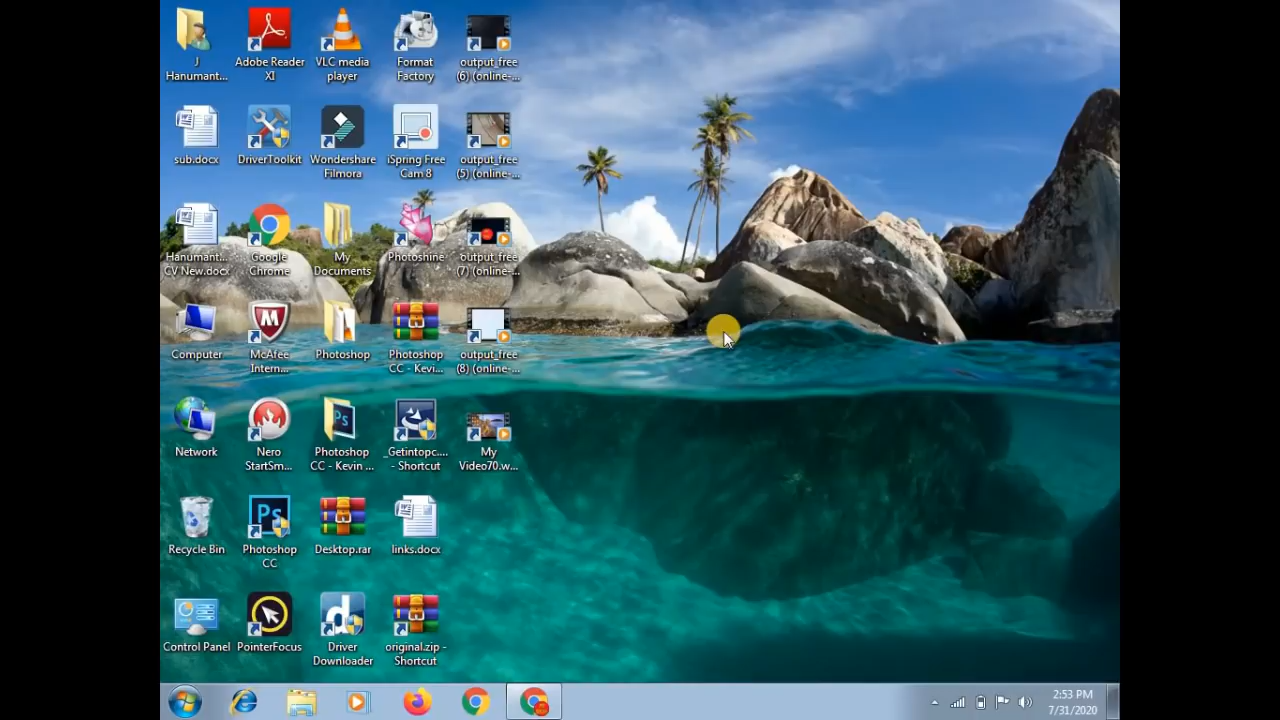 J
Hanumant...
Adobe Reader
XI
VLC media
player
Format
Factory
output_free
(6) (online-...
sub.docx
DriverToolkit
Wondershare
Filmora
iSpring Free
Cam 8
output_free
(5) (online-...
Hanumant...
CV New.docx
Google
Chrome
My
Documents
Photoshine
output_free
(7) (online-...
Computer
McAfee
Intern...
Photoshop
Photoshop
CC - Kevi...
output_free
(8) (online-...
Network
Nero
StartSm...
Photoshop
CC - Kevin ...
_Getintopc....
- Shortcut
My
Video70.w...
Recycle Bin
Ps
Photoshop
CC
Desktop.rar
links.docx
Control Panel
PointerFocus
Driver
Downloader
original.zip -
Shortcut
2:53 PM
7/31/2020